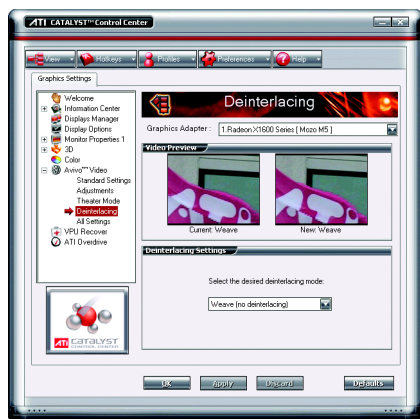 ATI CATALYST™ Control Center
View
Hotkeys
Profiles
Preferences
Help
Graphics Settings
Welcome
Information Center
Displays Manager
Display Options
Monitor Properties 1
3D
Color
Avivo™ Video
Standard Settings
Adjustments
Theater Mode
Deinterlacing
All Settings
VPU Recover
ATI Overdrive
ATI CATALYST
CONTROL CENTER
Deinterlacing
Graphics Adapter :
1.Radeon X1600 Series [ Mozo M5 ]
Video Preview
Current: Weave
New: Weave
Deinterlacing Settings
Select the desired deinterlacing mode:
Weave (no deinterlacing)
OK
Apply
Discard
Defaults